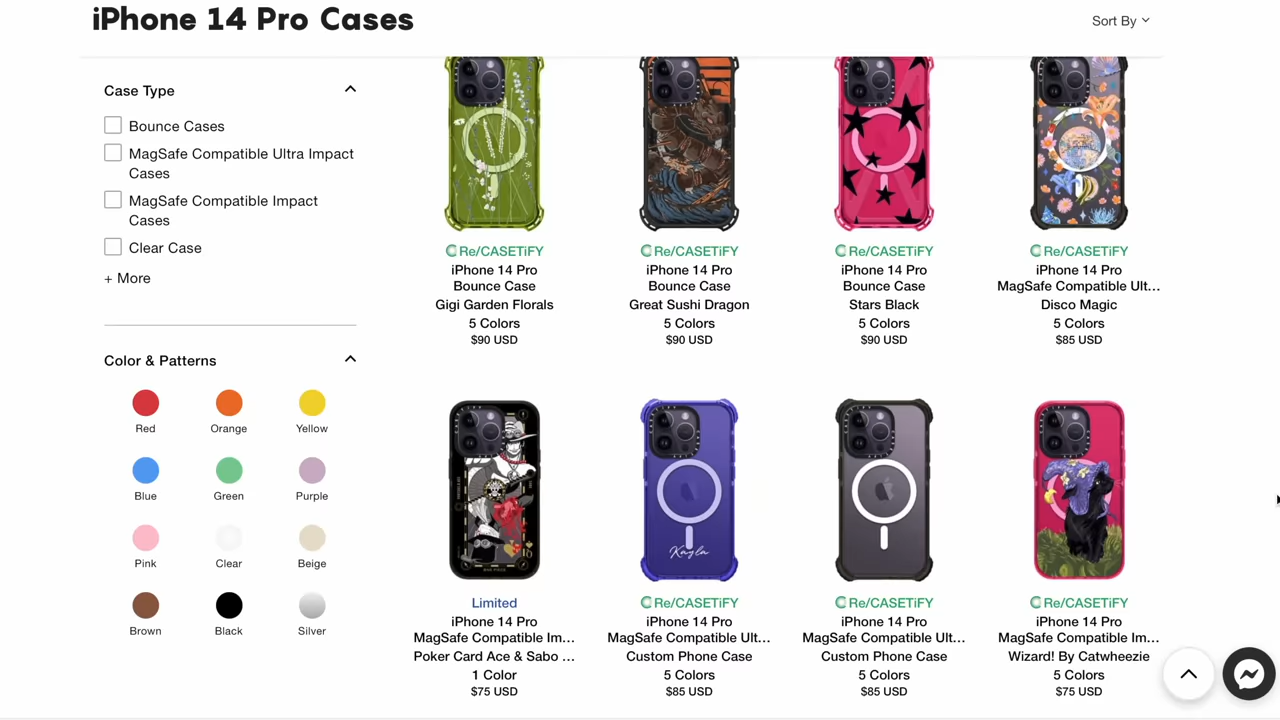 iPhone 14 Pro Cases
Sort By
Case Type
Bounce Cases
MagSafe Compatible Ultra Impact
Cases
MagSafe Compatible Impact
Cases
Clear Case
+ More
Color & Patterns
Red
Orange
Yellow
Blue
Green
Purple
Pink
Clear
Beige
Brown
Black
Silver
Re/CASETiFY
iPhone 14 Pro
Bounce Case
Gigi Garden Florals
5 Colors
$90 USD
Re/CASETiFY
iPhone 14 Pro
Bounce Case
Great Sushi Dragon
5 Colors
$90 USD
Re/CASETiFY
iPhone 14 Pro
Bounce Case
Stars Black
5 Colors
$90 USD
Re/CASETiFY
iPhone 14 Pro
MagSafe Compatible Ult...
Disco Magic
5 Colors
$85 USD
Limited
iPhone 14 Pro
MagSafe Compatible Im...
Poker Card Ace & Sabo ...
1 Color
$75 USD
Kayla
Re/CASETiFY
iPhone 14 Pro
MagSafe Compatible Ult...
Custom Phone Case
5 Colors
$85 USD
Re/CASETiFY
iPhone 14 Pro
MagSafe Compatible Ult...
Custom Phone Case
5 Colors
$85 USD
Re/CASETiFY
iPhone 14 Pro
MagSafe Compatible Im...
Wizard! By Catwheezie
5 Colors
$75 USD